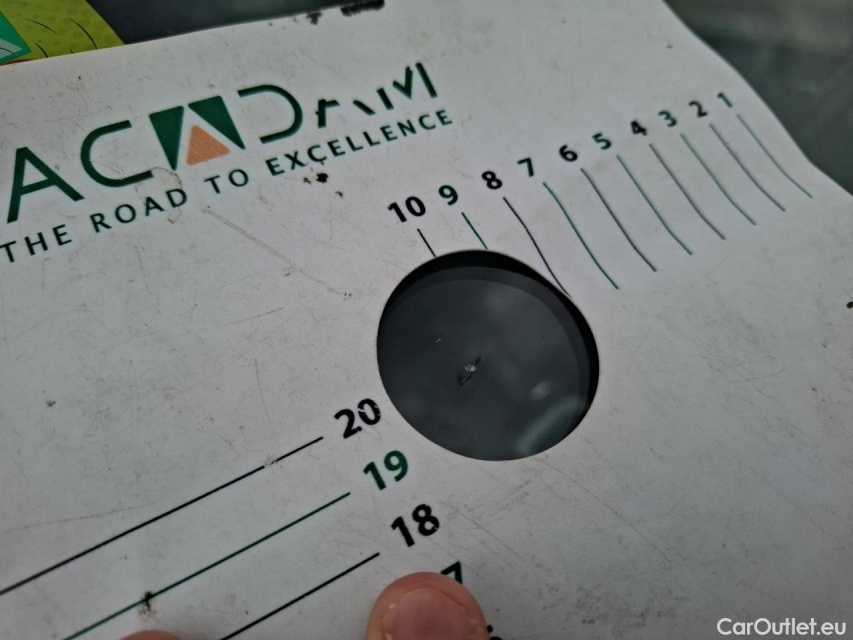 ACADAM
THE ROAD TO EXCELLENCE
10 9 8 7 6 5 4 3 2 1
20
19
18
CarOutlet.eu